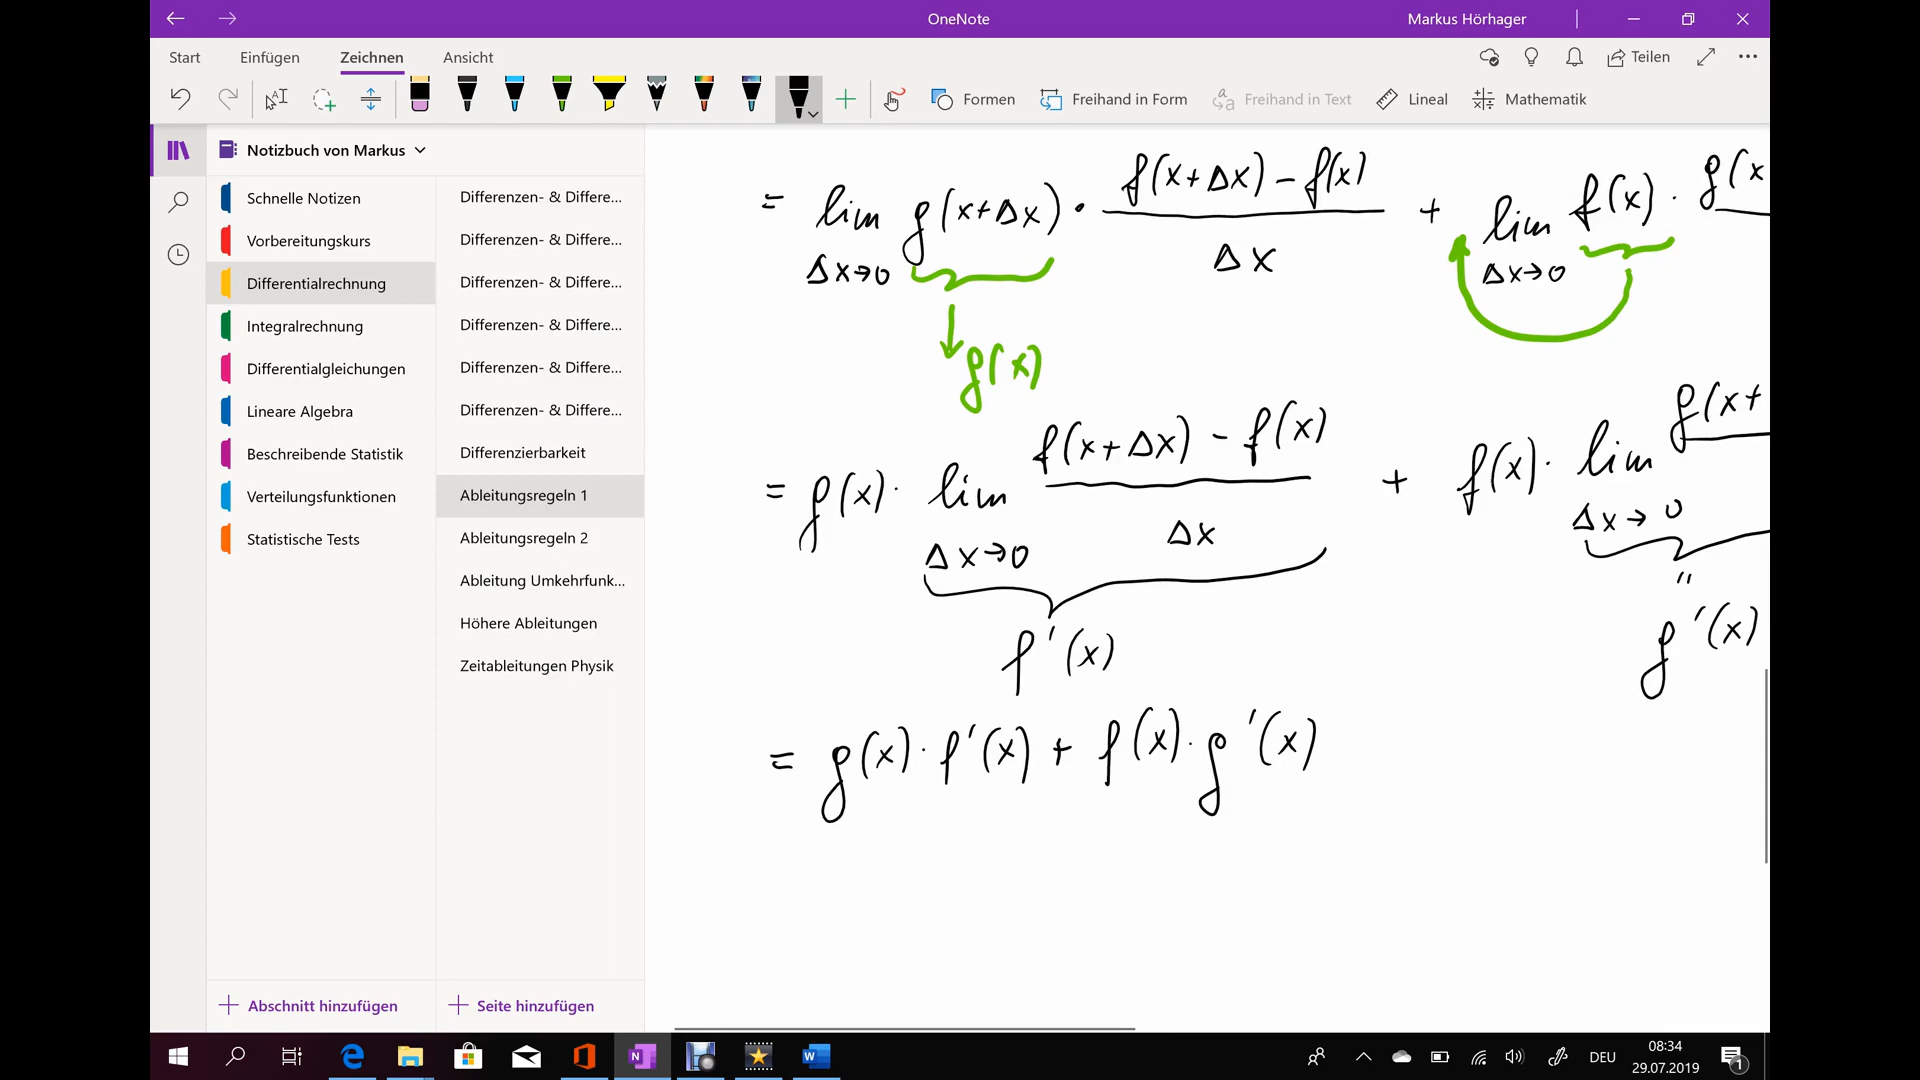 OneNote
Markus Hörhager
Start Einfügen Zeichnen Ansicht
Teilen
Formen Freihand in Form Freihand in Text Lineal Mathematik
Notizbuch von Markus
Schnelle Notizen
Vorbereitungskurs
Differentialrechnung
Integralrechnung
Differentialgleichungen
Lineare Algebra
Beschreibende Statistik
Verteilungsfunktionen
Statistische Tests
Abschnitt hinzufügen
Differenzen- & Differe...
Differenzen- & Differe...
Differenzen- & Differe...
Differenzen- & Differe...
Differenzen- & Differe...
Differenzen- & Differe...
Differenzierbarkeit
Ableitungsregeln 1
Ableitungsregeln 2
Ableitung Umkehrfunk...
Höhere Ableitungen
Zeitableitungen Physik
Seite hinzufügen
f(x+Δx) - f(x) g(x
= lim g(x+Δx) · + lim f(x) ·
Δx→0 Δx Δx→0
g(x)
f(x+Δx) - f(x) g(x+
= g(x) · lim + f(x) · lim
Δx→0 Δx Δx→0
"
f'(x) g'(x)
= g(x) · f'(x) + f(x) · g'(x)
DEU
08:34
29.07.2019
1